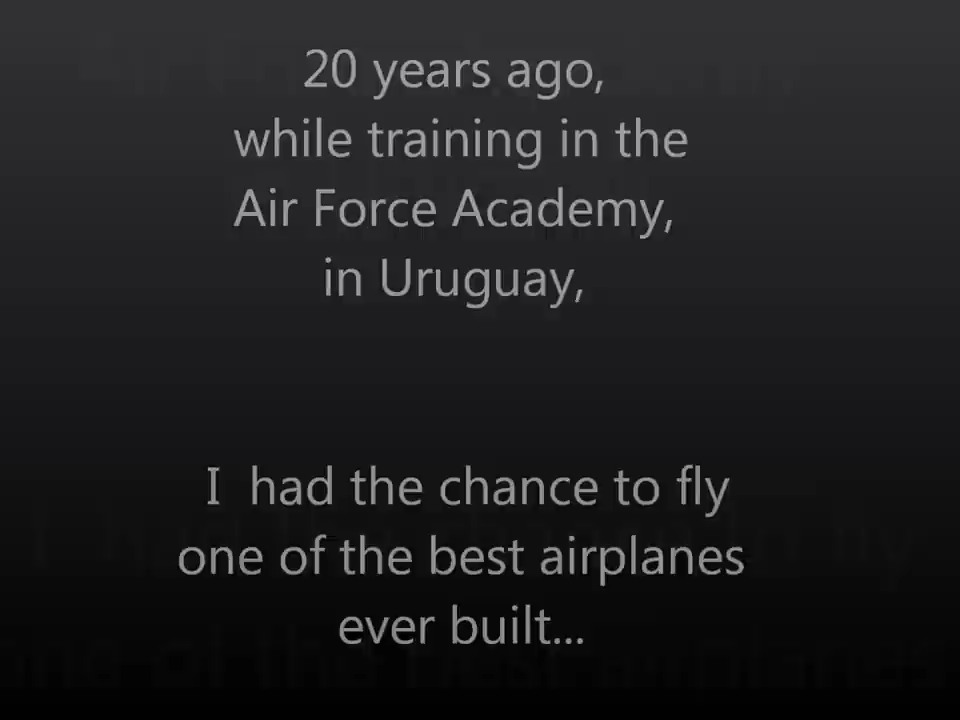 20 years ago,
while training in the
Air Force Academy,
in Uruguay,
I had the chance to fly
one of the best airplanes
ever built...